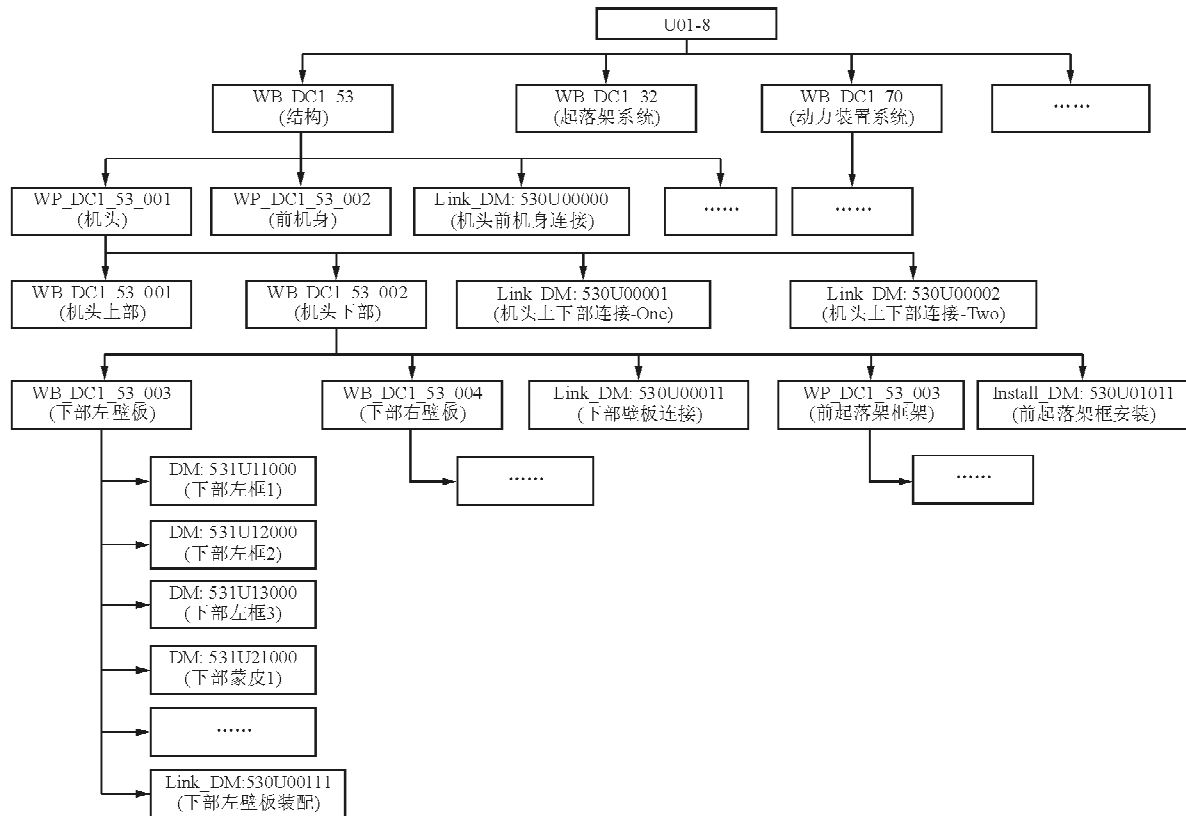 U01-8
WB_DC1_53
(结构)
WB_DC1_32
(起落架系统)
WB_DC1_70
(动力装置系统)
……
WP_DC1_53_001
(机头)
WP_DC1_53_002
(前机身)
Link_DM: 530U00000
(机头前机身连接)
……
……
WB_DC1_53_001
(机头上部)
WB_DC1_53_002
(机头下部)
Link_DM: 530U00001
(机头上下部连接-One)
Link_DM: 530U00002
(机头上下部连接-Two)
WB_DC1_53_003
(下部左壁板)
WB_DC1_53_004
(下部右壁板)
Link_DM: 530U00011
(下部壁板连接)
WP_DC1_53_003
(前起落架框架)
Install_DM: 530U01011
(前起落架框安装)
DM: 531U11000
(下部左框1)
……
……
DM: 531U12000
(下部左框2)
DM: 531U13000
(下部左框3)
DM: 531U21000
(下部蒙皮1)
……
Link_DM:530U00111
(下部左壁板装配)